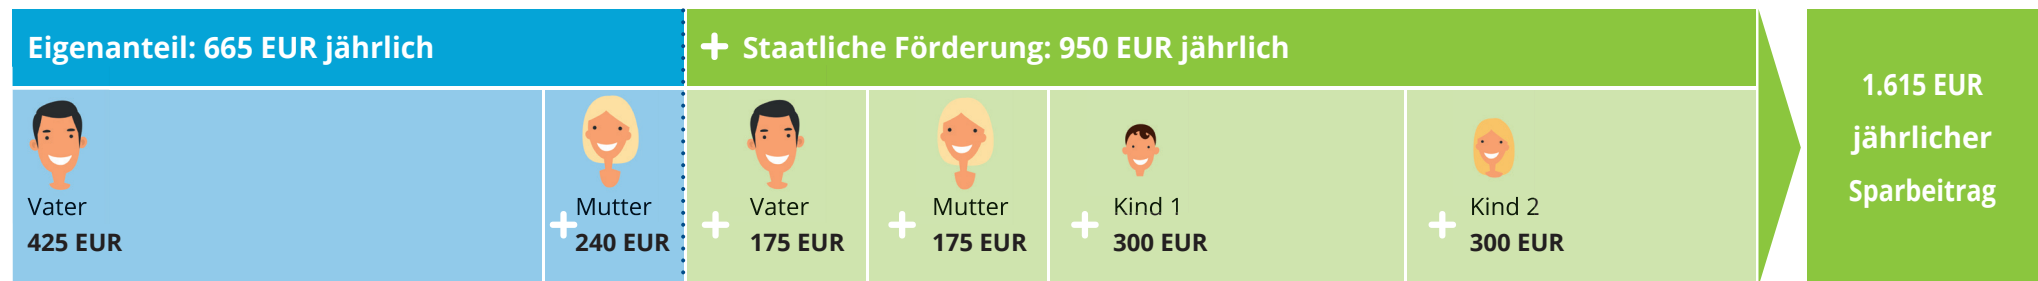 Eigenanteil: 665 EUR jährlich
+ Staatliche Förderung: 950 EUR jährlich
Vater
425 EUR
+ Mutter
240 EUR
+ Vater
175 EUR
+ Mutter
175 EUR
+ Kind 1
300 EUR
+ Kind 2
300 EUR
1.615 EUR
jährlicher
Sparbeitrag